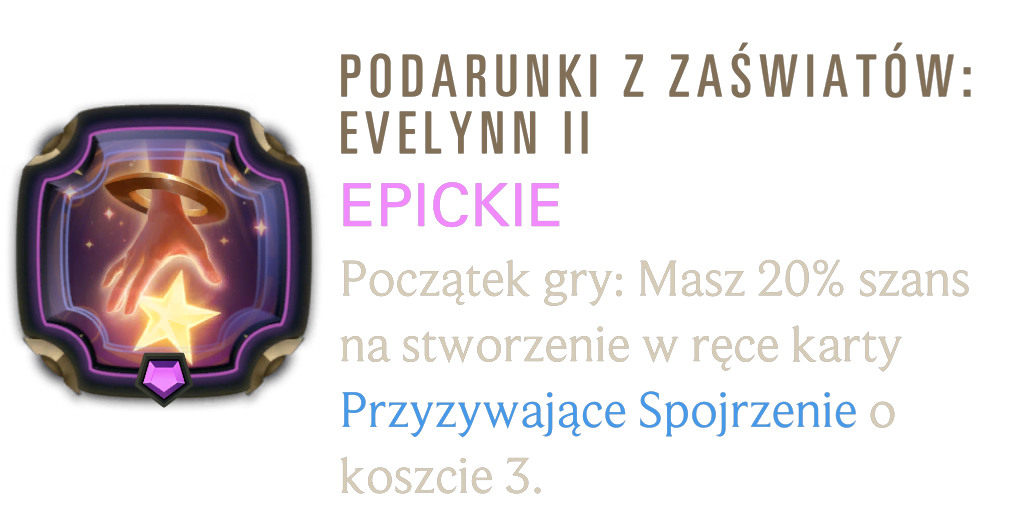 PODARUNKI Z ZAŚWIATÓW:
EVELYNN II
EPICKIE
Początek gry: Masz 20% szans
na stworzenie w ręce karty
Przyzywające Spojrzenie o
koszcie 3.